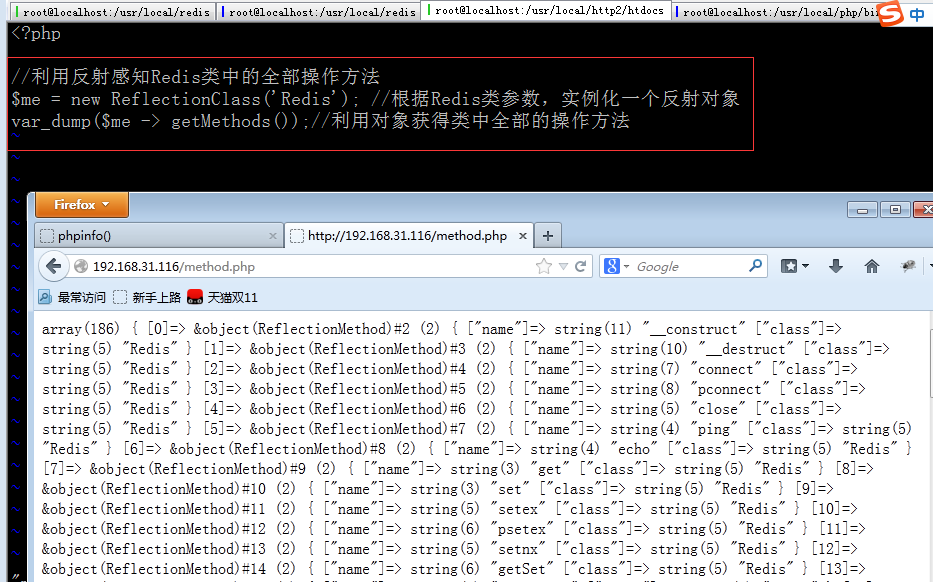 root@localhost:/usr/local/redis root@localhost:/usr/local/redis root@localhost:/usr/local/http2/htdocs root@localhost:/usr/local/php/bi
S 中
<?php
//利用反射感知Redis类中的全部操作方法
$me = new ReflectionClass('Redis'); //根据Redis类参数，实例化一个反射对象
var_dump($me -> getMethods());//利用对象获得类中全部的操作方法
Firefox
phpinfo() http://192.168.31.116/method.php
192.168.31.116/method.php Google
最常访问 新手上路 天猫双11
array(186) { [0]=> &object(ReflectionMethod)#2 (2) { ["name"]=> string(11) "__construct" ["class"]=>
string(5) "Redis" } [1]=> &object(ReflectionMethod)#3 (2) { ["name"]=> string(10) "__destruct" ["class"]=>
string(5) "Redis" } [2]=> &object(ReflectionMethod)#4 (2) { ["name"]=> string(7) "connect" ["class"]=>
string(5) "Redis" } [3]=> &object(ReflectionMethod)#5 (2) { ["name"]=> string(8) "pconnect" ["class"]=>
string(5) "Redis" } [4]=> &object(ReflectionMethod)#6 (2) { ["name"]=> string(5) "close" ["class"]=>
string(5) "Redis" } [5]=> &object(ReflectionMethod)#7 (2) { ["name"]=> string(4) "ping" ["class"]=> string(5)
"Redis" } [6]=> &object(ReflectionMethod)#8 (2) { ["name"]=> string(4) "echo" ["class"]=> string(5) "Redis" }
[7]=> &object(ReflectionMethod)#9 (2) { ["name"]=> string(3) "get" ["class"]=> string(5) "Redis" } [8]=>
&object(ReflectionMethod)#10 (2) { ["name"]=> string(3) "set" ["class"]=> string(5) "Redis" } [9]=>
&object(ReflectionMethod)#11 (2) { ["name"]=> string(5) "setex" ["class"]=> string(5) "Redis" } [10]=>
&object(ReflectionMethod)#12 (2) { ["name"]=> string(6) "psetex" ["class"]=> string(5) "Redis" } [11]=>
&object(ReflectionMethod)#13 (2) { ["name"]=> string(5) "setnx" ["class"]=> string(5) "Redis" } [12]=>
&object(ReflectionMethod)#14 (2) { ["name"]=> string(6) "getSet" ["class"]=> string(5) "Redis" } [13]=>